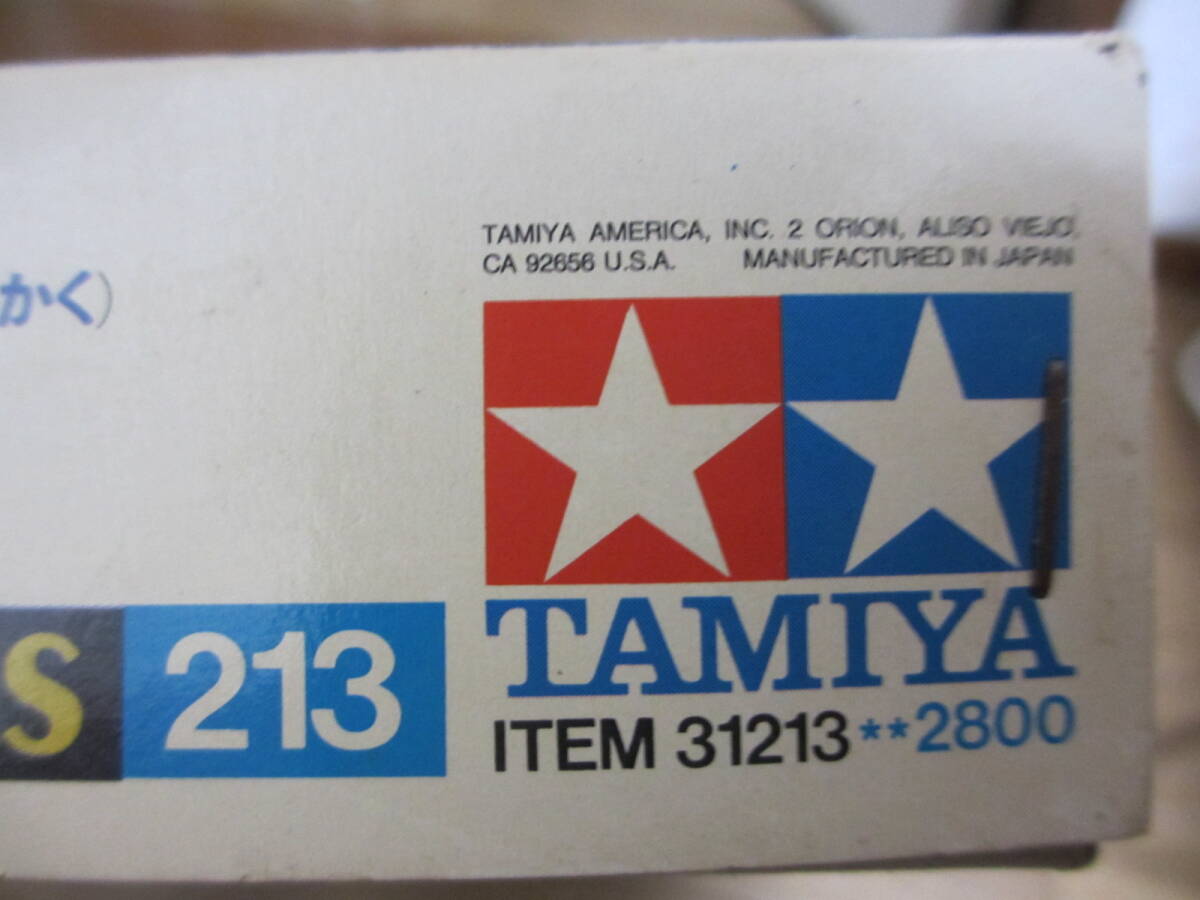 TAMIYA AMERICA, INC. 2 ORION, ALISO VIEJO,
CA 92656 U.S.A. MANUFACTURED IN JAPAN
かく)
S 213
TAMIYA
ITEM 31213**2800